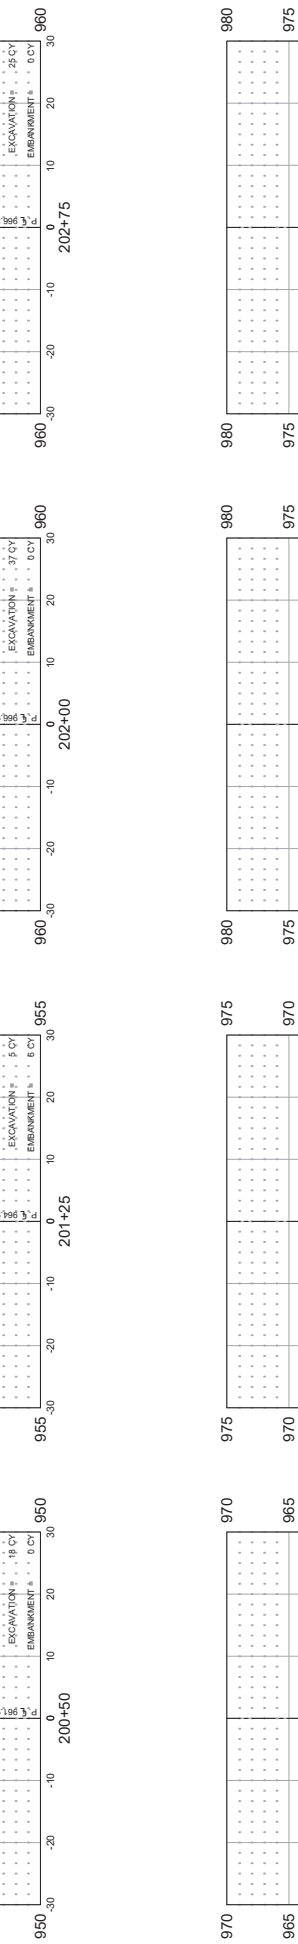 EXCAVATION = 18 CY
EMBANKMENT = 0 CY
950 950
-30 -20 -10 0 10 20 30
200+50
EXCAVATION = 5 CY
EMBANKMENT = 6 CY
955 955
-30 -20 -10 0 10 20 30
201+25
EXCAVATION = 37 CY
EMBANKMENT = 0 CY
960 960
-30 -20 -10 0 10 20 30
202+00
EXCAVATION = 25 CY
EMBANKMENT = 0 CY
960 960
-30 -20 -10 0 10 20 30
202+75
970 970
965 965
975 975
970 970
980 980
975 975
980 980
975 975